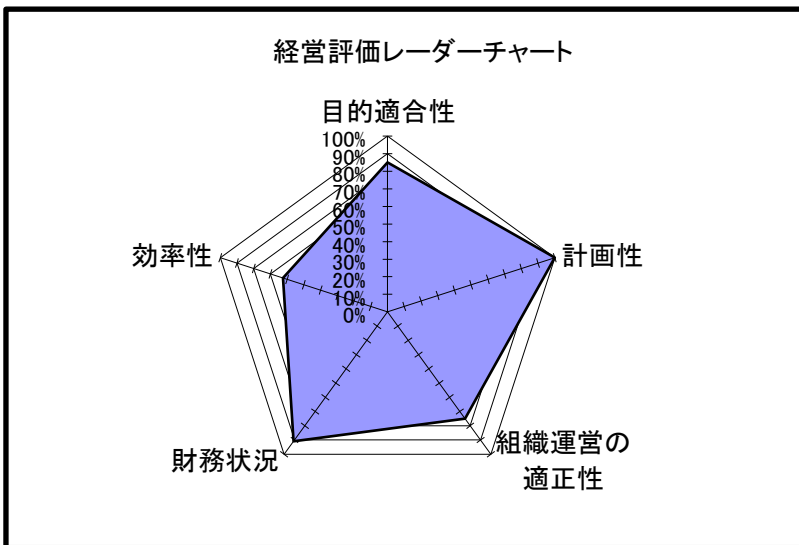 経営評価レーダーチャート
目的適合性
100%
90%
80%
70%
60%
50%
40%
30%
20%
10%
0%
効率性
計画性
財務状況
組織運営の
適正性